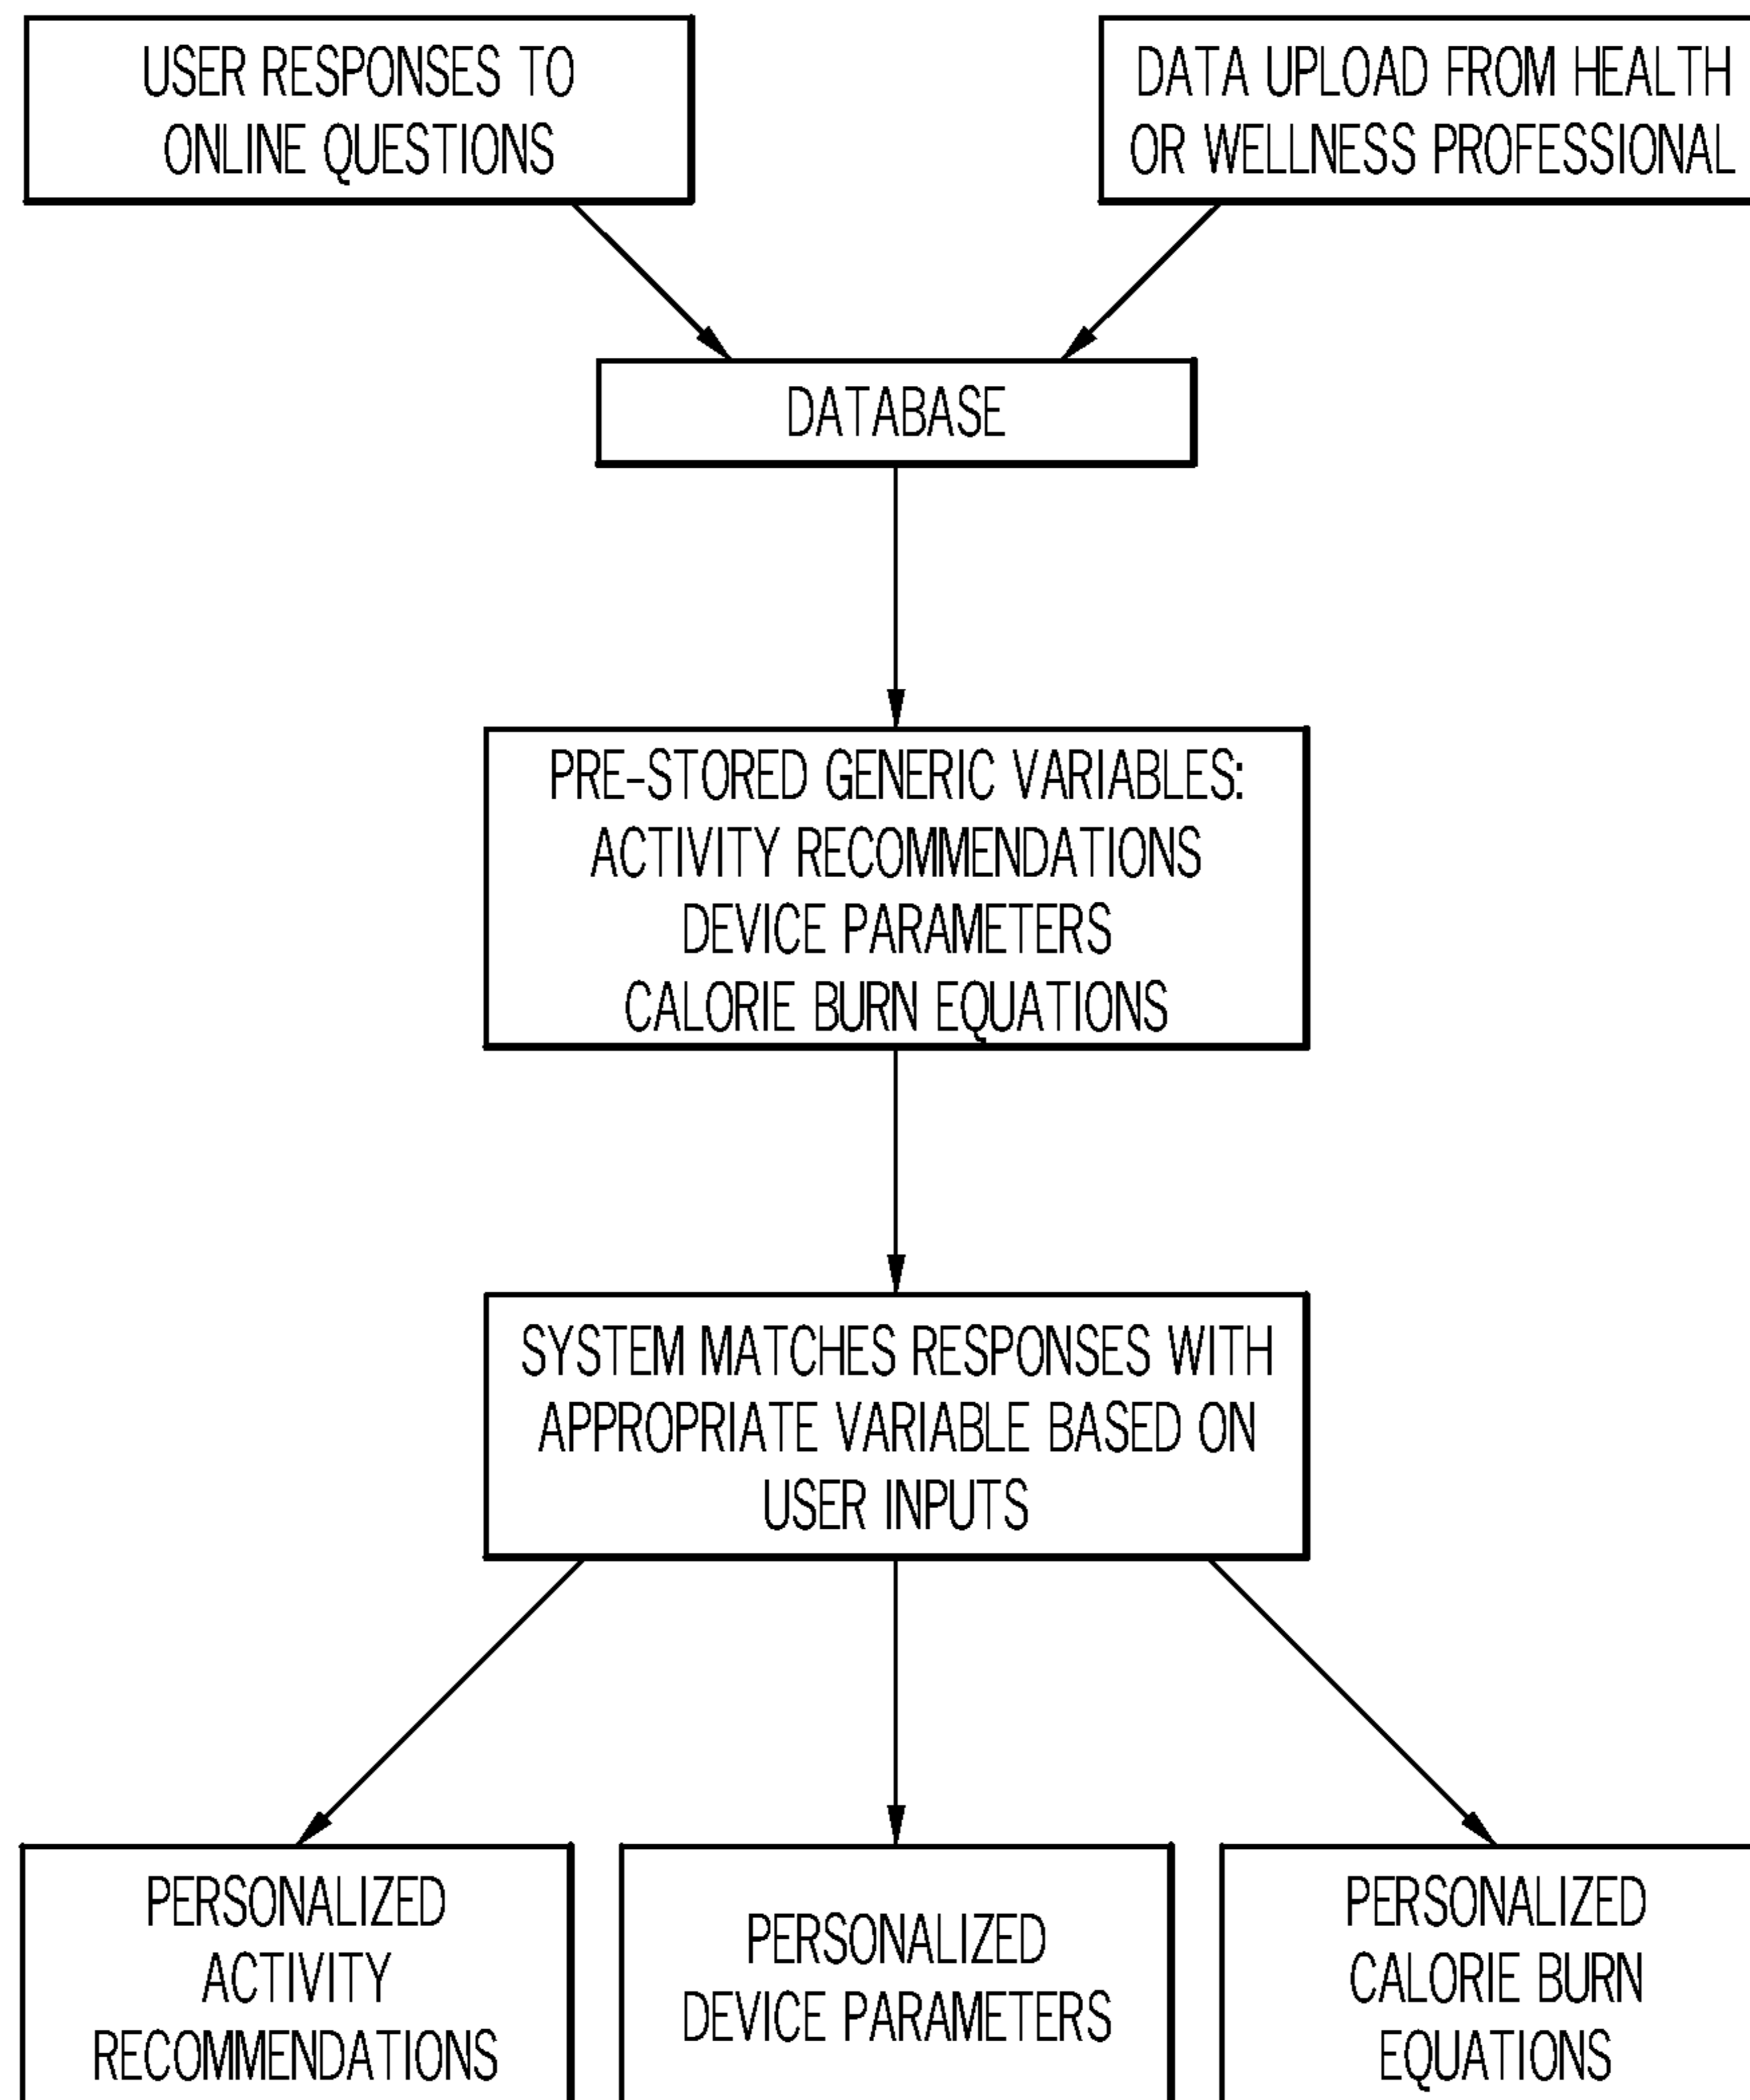 USER RESPONSES TO
ONLINE QUESTIONS
DATA UPLOAD FROM HEALTH
OR WELLNESS PROFESSIONAL
DATABASE
PRE-STORED GENERIC VARIABLES:
ACTIVITY RECOMMENDATIONS
DEVICE PARAMETERS
CALORIE BURN EQUATIONS
SYSTEM MATCHES RESPONSES WITH
APPROPRIATE VARIABLE BASED ON
USER INPUTS
PERSONALIZED
ACTIVITY
RECOMMENDATIONS
PERSONALIZED
DEVICE PARAMETERS
PERSONALIZED
CALORIE BURN
EQUATIONS